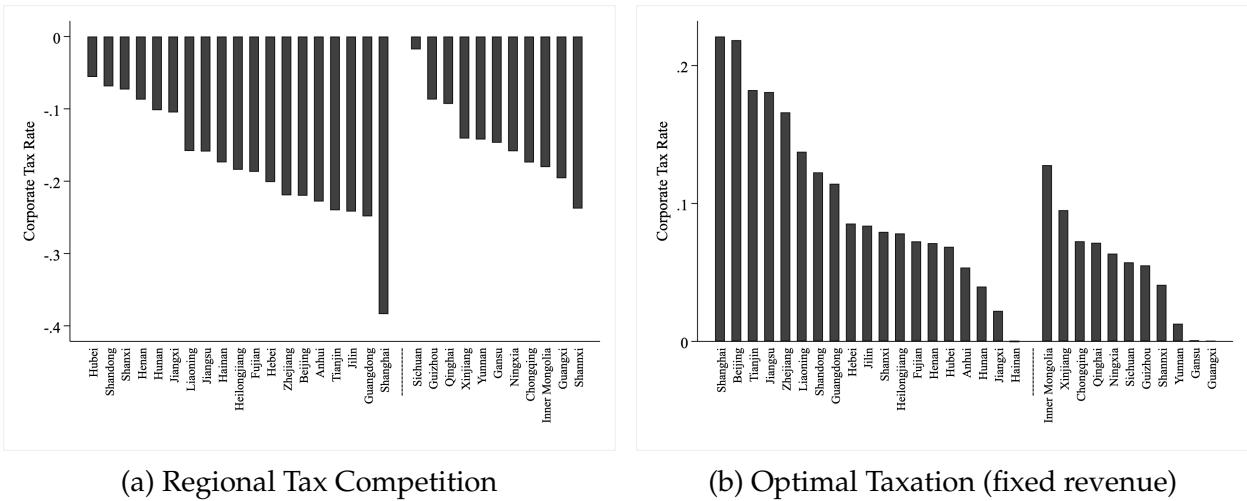 0
-.1
-.2
-.3
-.4
Corporate Tax Rate
Hubei
Shandong
Shanxi
Henan
Hunan
Jiangxi
Liaoning
Jiangsu
Hainan
Heilongjiang
Fujian
Hebei
Zhejiang
Beijing
Anhui
Tianjin
Jilin
Guangdong
Shanghai
Sichuan
Guizhou
Qinghai
Xinjiang
Yunnan
Gansu
Ningxia
Chongqing
Inner Mongolia
Guangxi
Shannxi
(a) Regional Tax Competition
.2
.1
0
Corporate Tax Rate
Shanghai
Beijing
Tianjin
Jiangsu
Zhejiang
Liaoning
Shandong
Guangdong
Hebei
Jilin
Shanxi
Heilongjiang
Fujian
Henan
Hubei
Anhui
Hunan
Jiangxi
Hainan
Inner Mongolia
Xinjiang
Chongqing
Qinghai
Ningxia
Sichuan
Guizhou
Shannxi
Yunnan
Gansu
Guangxi
(b) Optimal Taxation (fixed revenue)